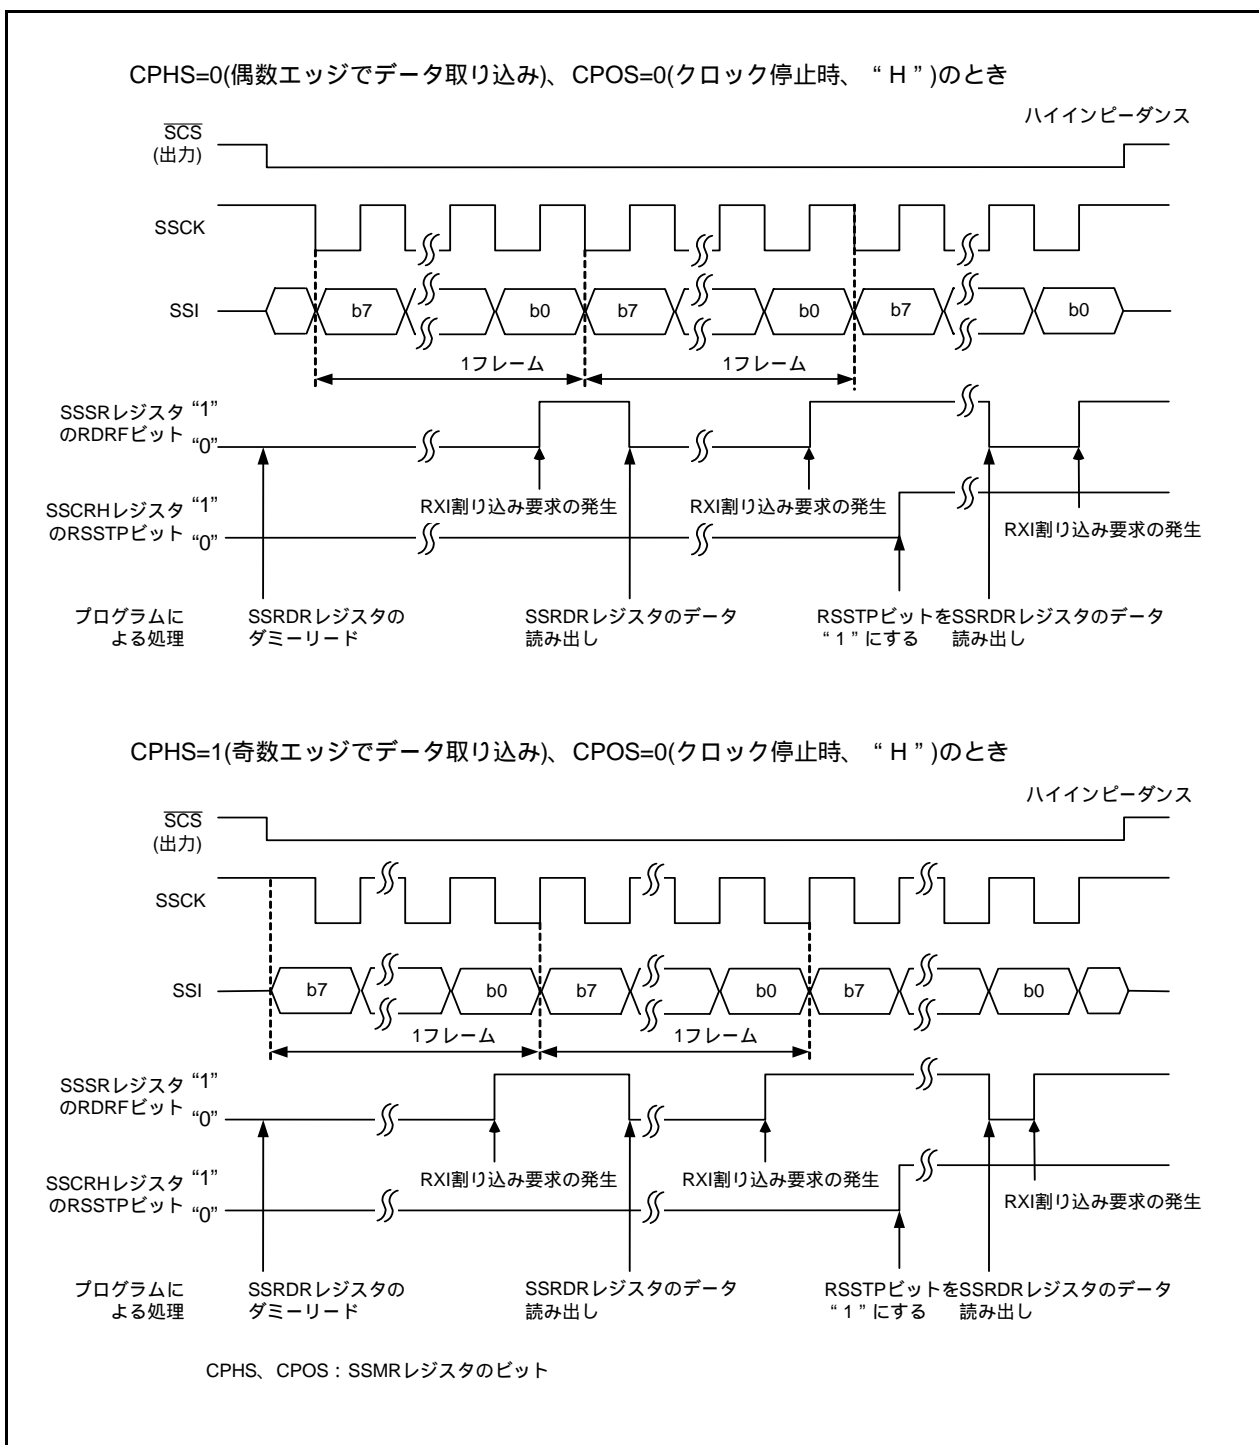 CPHS=0(偶数エッジでデータ取り込み)、CPOS=0(クロック停止時、“H”)のとき
ハイインピーダンス
SCS
(出力)
SSCK
SSI
b7
b0
b7
b0
b7
b0
1フレーム
1フレーム
SSSRレジスタ “1”
のRDRFビット “0”
RXI割り込み要求の発生
RXI割り込み要求の発生
RXI割り込み要求の発生
SSCRHレジスタ “1”
のRSSTPビット “0”
プログラムに
よる処理
SSRDRレジスタの
ダミーリード
SSRDRレジスタのデータ
読み出し
RSSTPビットを
“1”にする
SSRDRレジスタのデータ
読み出し
CPHS=1(奇数エッジでデータ取り込み)、CPOS=0(クロック停止時、“H”)のとき
ハイインピーダンス
SCS
(出力)
SSCK
SSI
b7
b0
b7
b0
b7
b0
1フレーム
1フレーム
SSSRレジスタ “1”
のRDRFビット “0”
RXI割り込み要求の発生
RXI割り込み要求の発生
RXI割り込み要求の発生
SSCRHレジスタ “1”
のRSSTPビット “0”
プログラムに
よる処理
SSRDRレジスタの
ダミーリード
SSRDRレジスタのデータ
読み出し
RSSTPビットを
“1”にする
SSRDRレジスタのデータ
読み出し
CPHS、CPOS：SSMRレジスタのビット